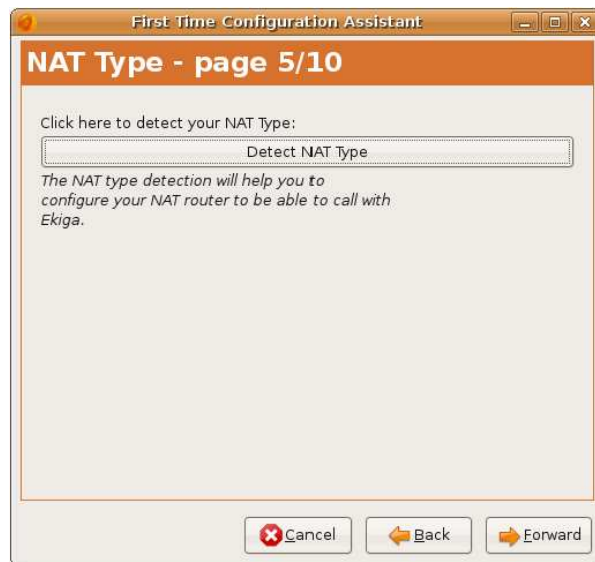 First Time Configuration Assistant
NAT Type - page 5/10
Click here to detect your NAT Type:
Detect NAT Type
The NAT type detection will help you to
configure your NAT router to be able to call with
Ekiga.
Cancel
Back
Forward